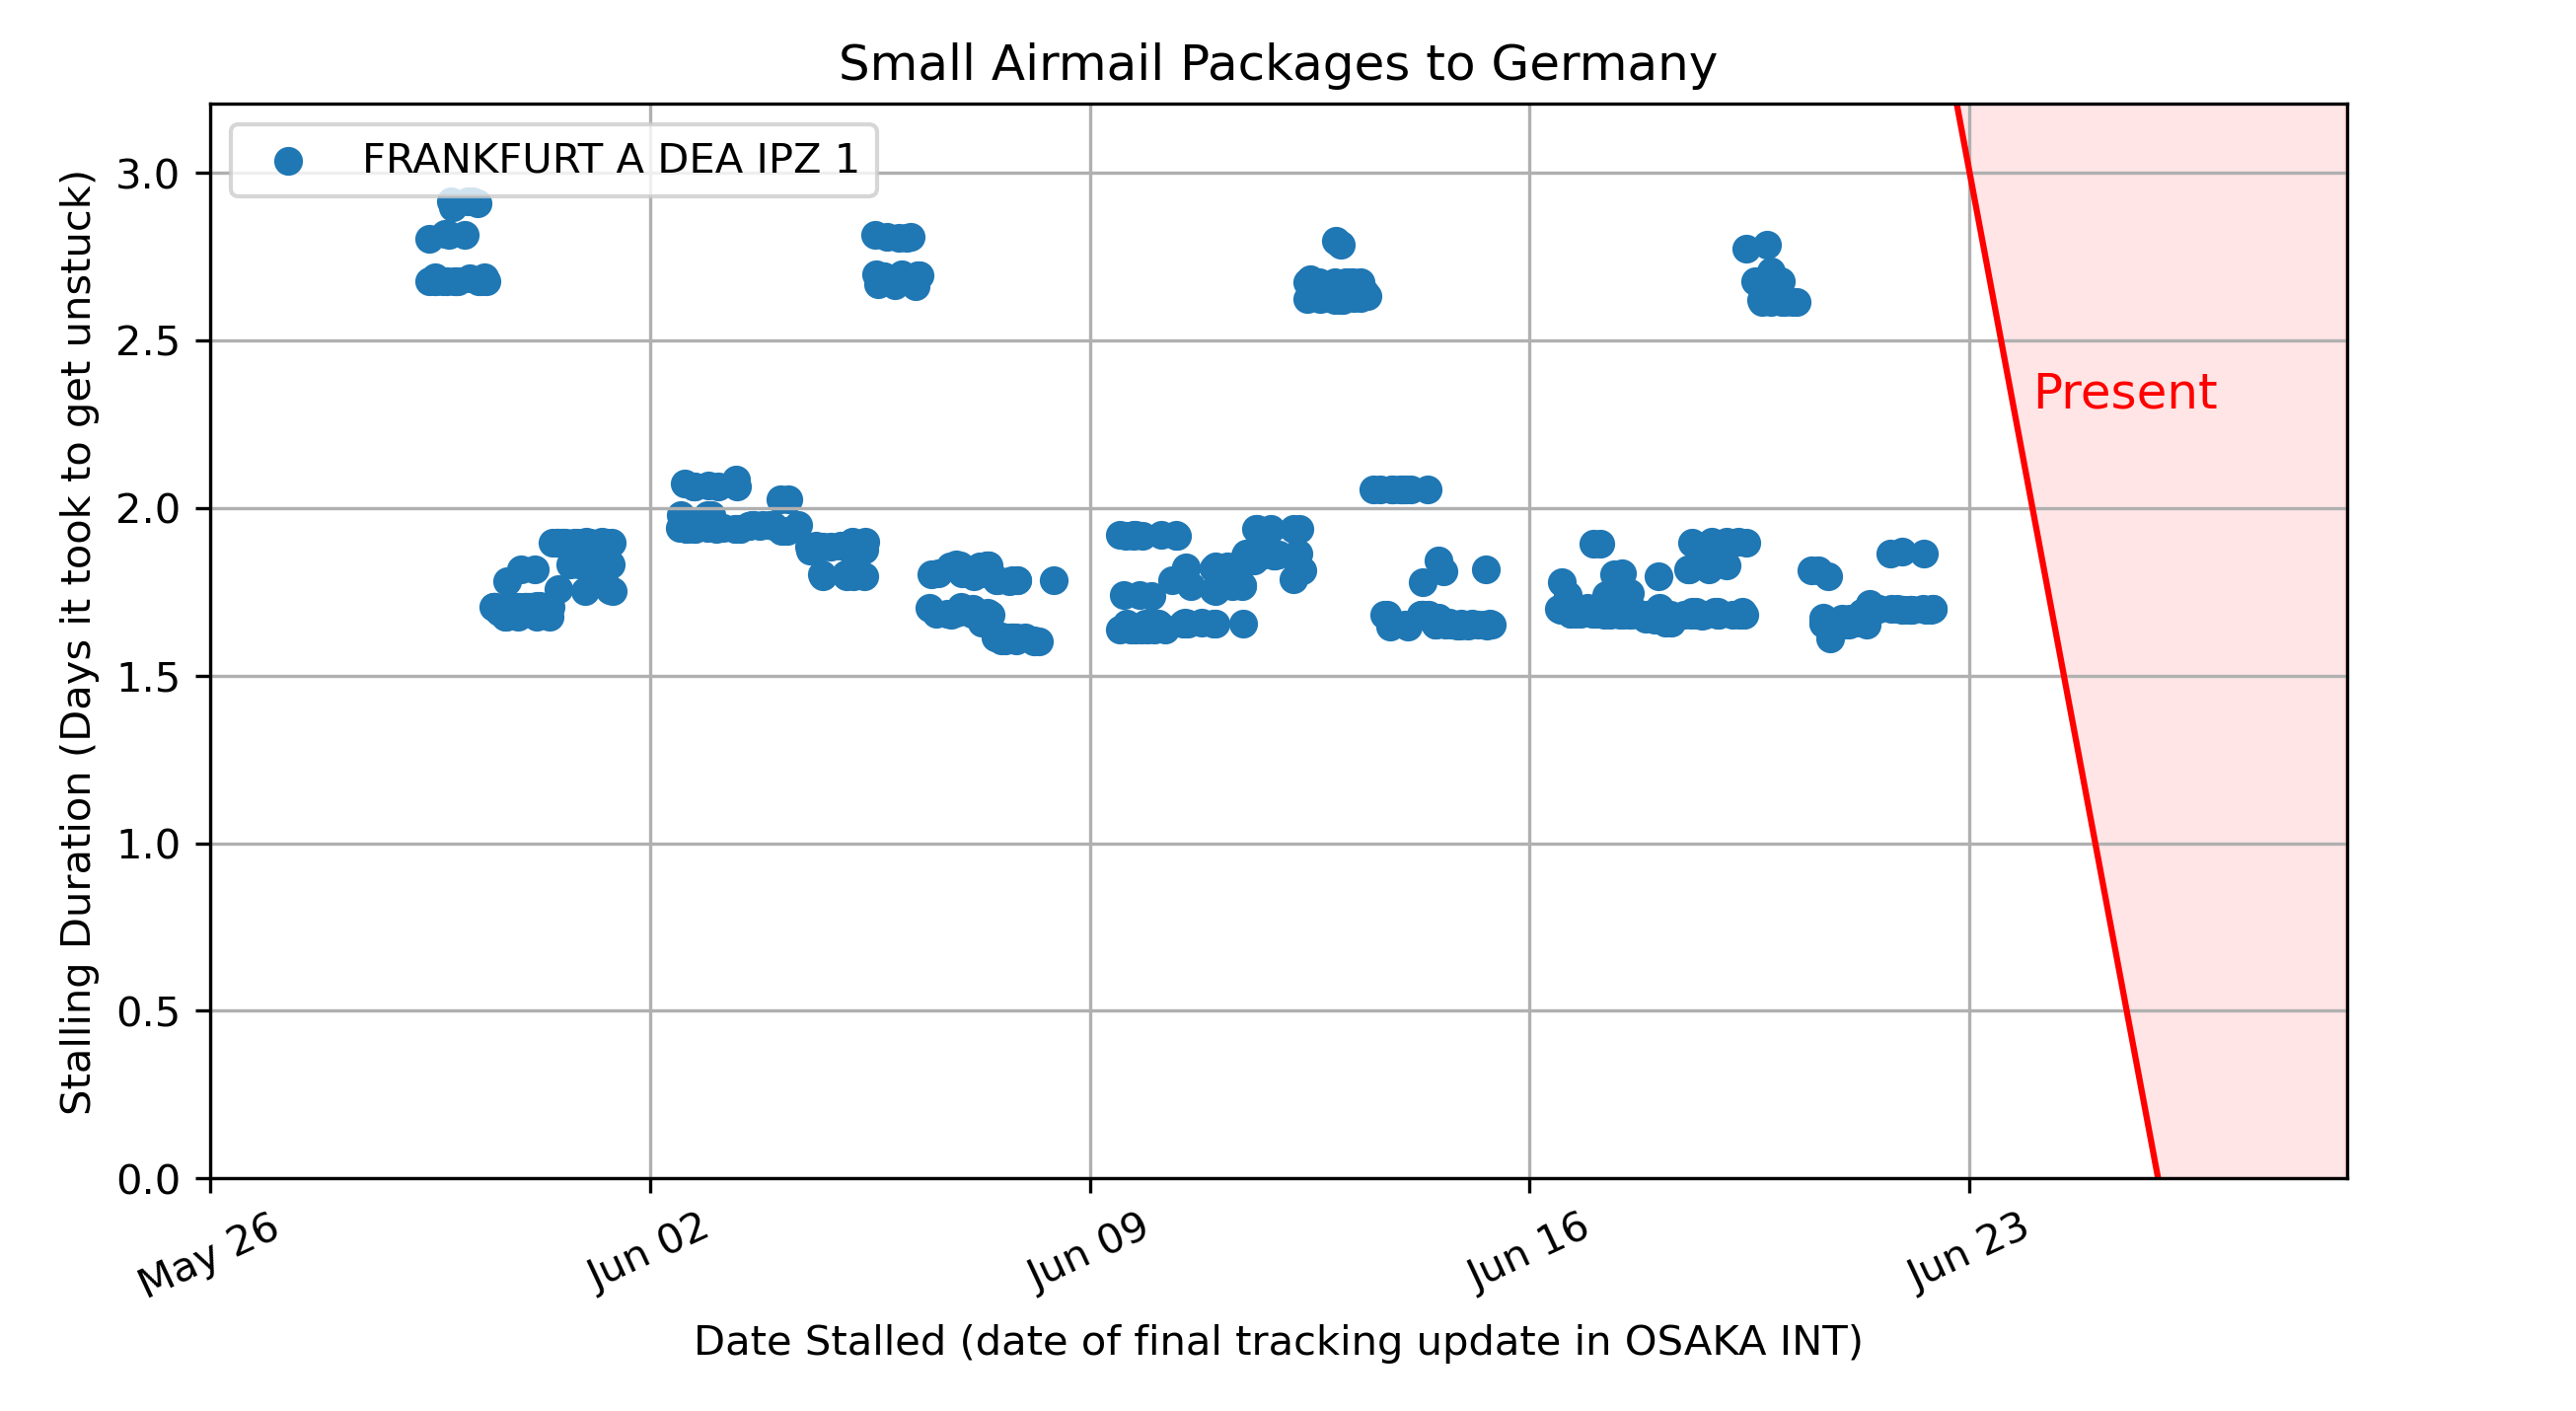 Small Airmail Packages to Germany
FRANKFURT A DEA IPZ 1
Stalling Duration (Days it took to get unstuck)
3.0
2.5
2.0
1.5
1.0
0.5
0.0
Present
May 26
Jun 02
Jun 09
Jun 16
Jun 23
Date Stalled (date of final tracking update in OSAKA INT)